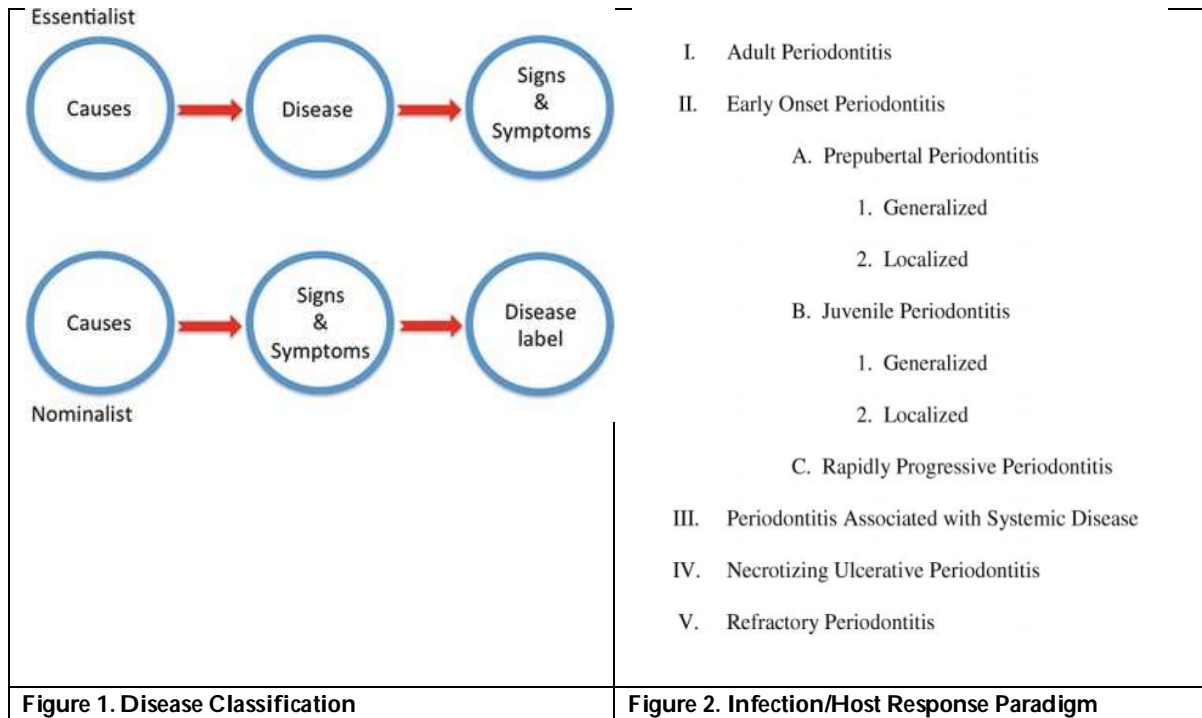 Essentialist
Causes
Disease
Signs
&
Symptoms
Causes
Signs
&
Symptoms
Disease
label
Nominalist
Figure 1. Disease Classification
I. Adult Periodontitis
II. Early Onset Periodontitis
A. Prepubertal Periodontitis
1. Generalized
2. Localized
B. Juvenile Periodontitis
1. Generalized
2. Localized
C. Rapidly Progressive Periodontitis
III. Periodontitis Associated with Systemic Disease
IV. Necrotizing Ulcerative Periodontitis
V. Refractory Periodontitis
Figure 2. Infection/Host Response Paradigm